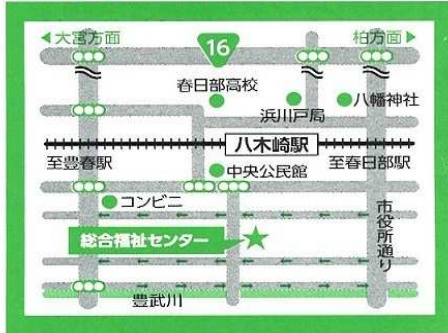 大宮方面
16
柏方面
春日部高校
浜川戸局
八幡神社
八木崎駅
至豊春駅
至春日部駅
中央公民館
コンビニ
市役所通り
総合福祉センター
豊武川